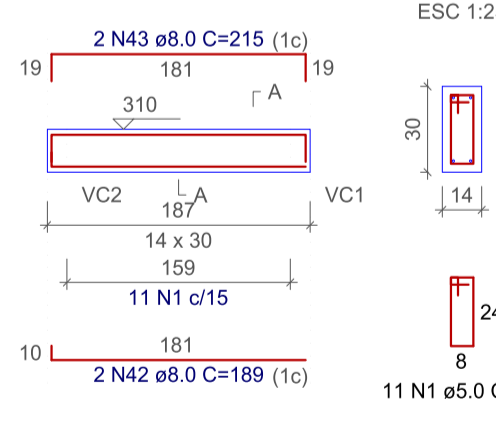 ESC 1:2
2 N43 ø8.0 C=215 (1c)
19
181
19
A
310
30
VC2
A
VC1
187
14
14 x 30
159
11 N1 c/15
24
181
10
8
2 N42 ø8.0 C=189 (1c)
11 N1 ø5.0 C